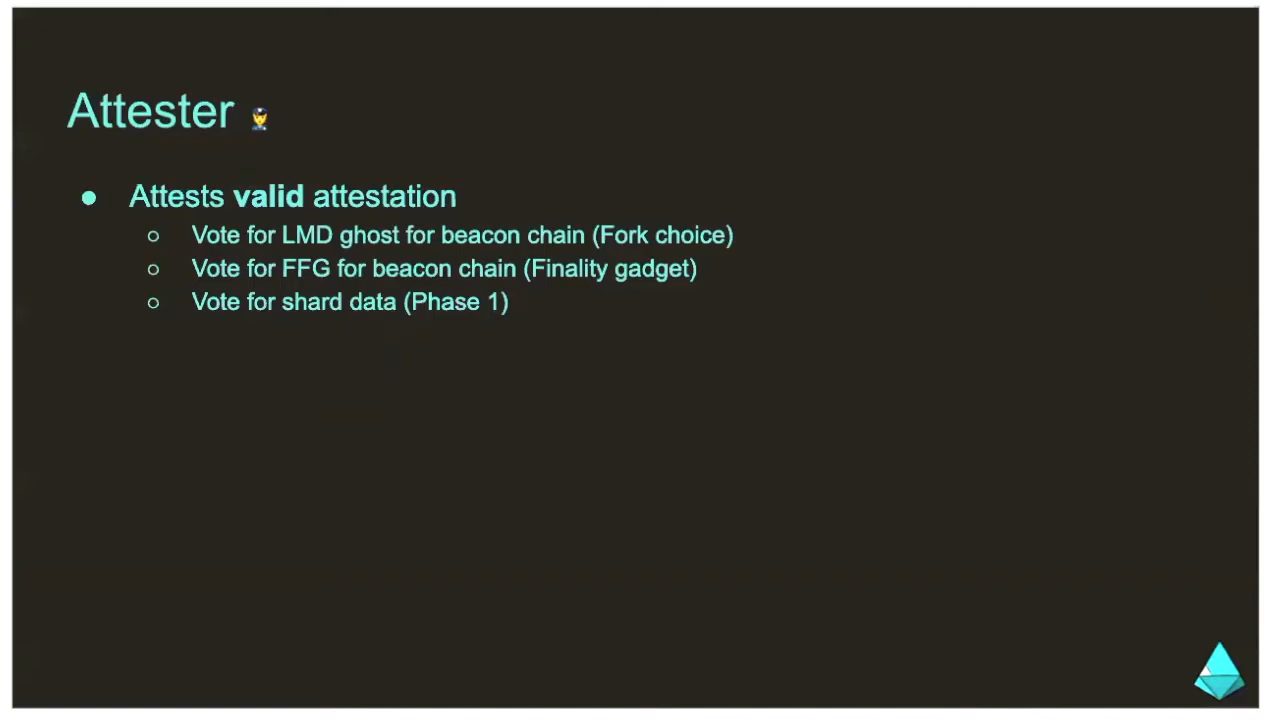 Attester 👮
● Attests valid attestation
○ Vote for LMD ghost for beacon chain (Fork choice)
○ Vote for FFG for beacon chain (Finality gadget)
○ Vote for shard data (Phase 1)